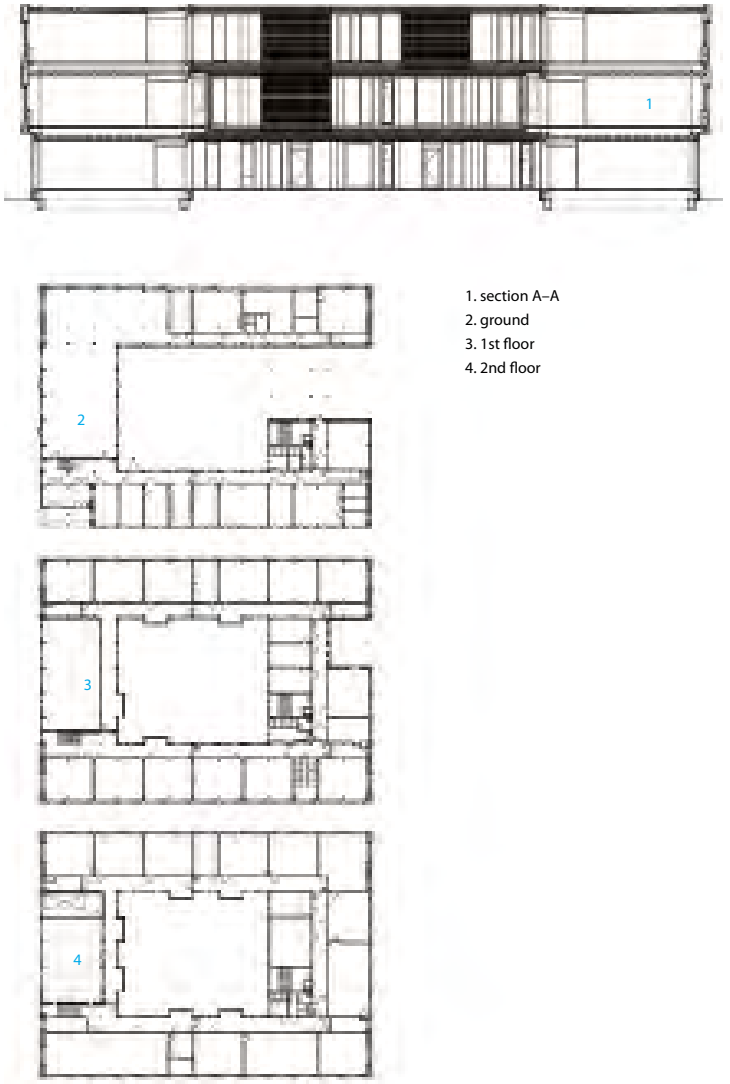 1
1. section A–A
2. ground
3. 1st floor
4. 2nd floor
2
3
4